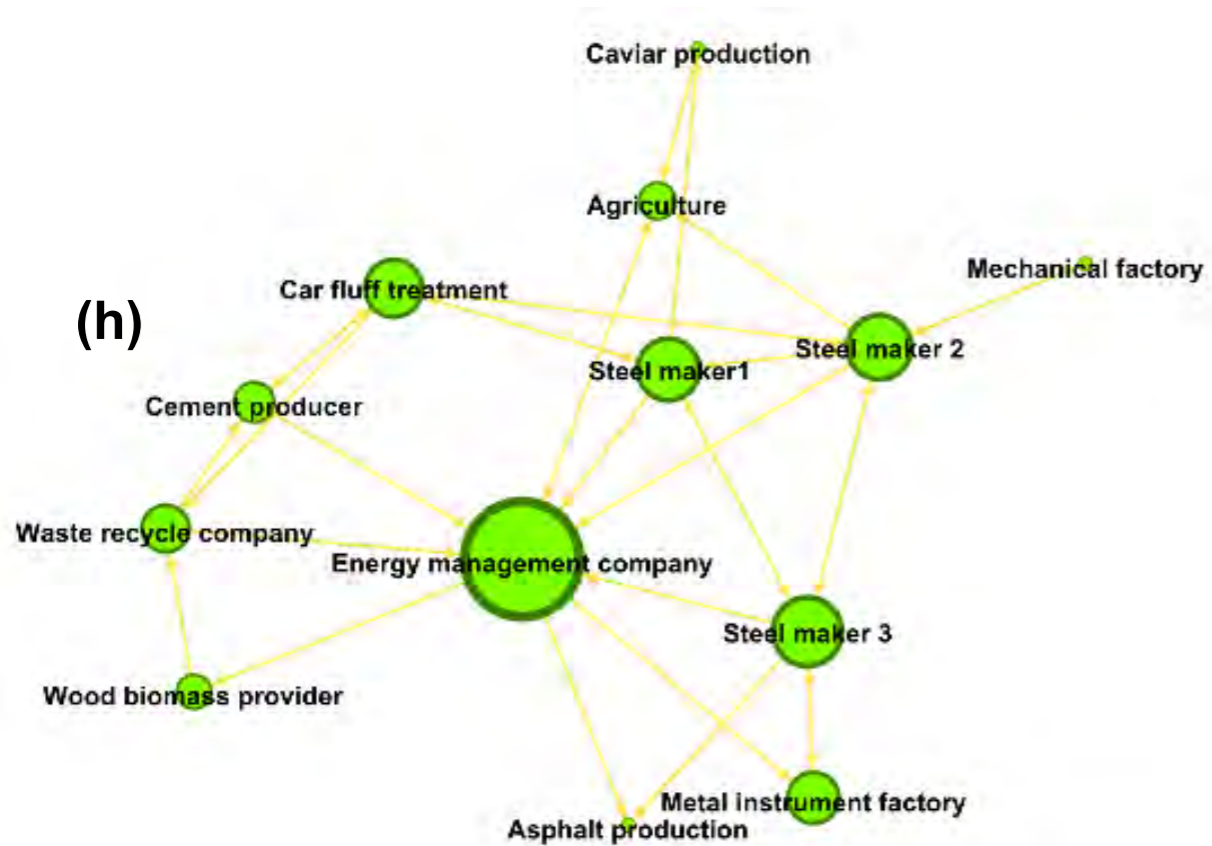 Caviar production
Agriculture
Mechanical factory
Car fluff treatment
(h)
Steel maker 2
Steel maker1
Cement producer
Waste recycle company
Energy management company
Steel maker 3
Wood biomass provider
Metal instrument factory
Asphalt production